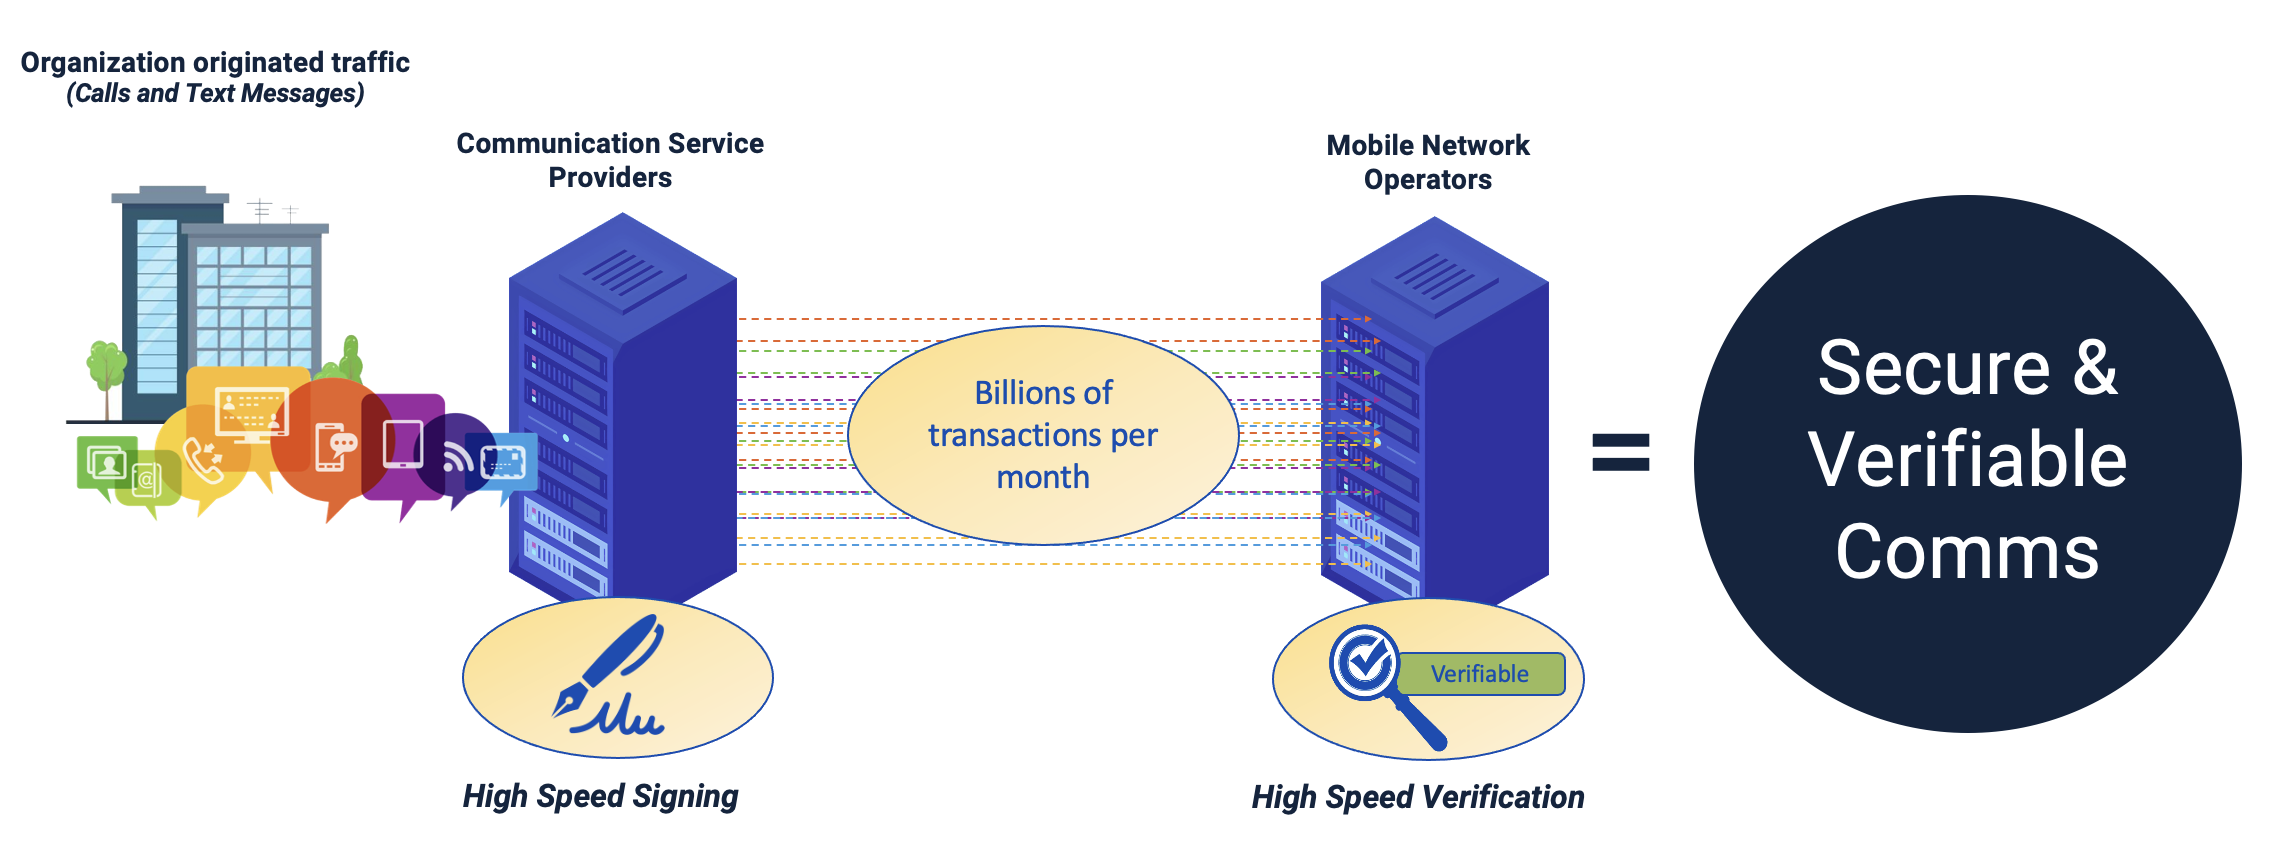 Organization originated traffic
(Calls and Text Messages)
Communication Service
Providers
Mobile Network
Operators
@
Billions of
transactions per
month
=
Secure &
Verifiable
Comms
Verifiable
High Speed Signing
High Speed Verification